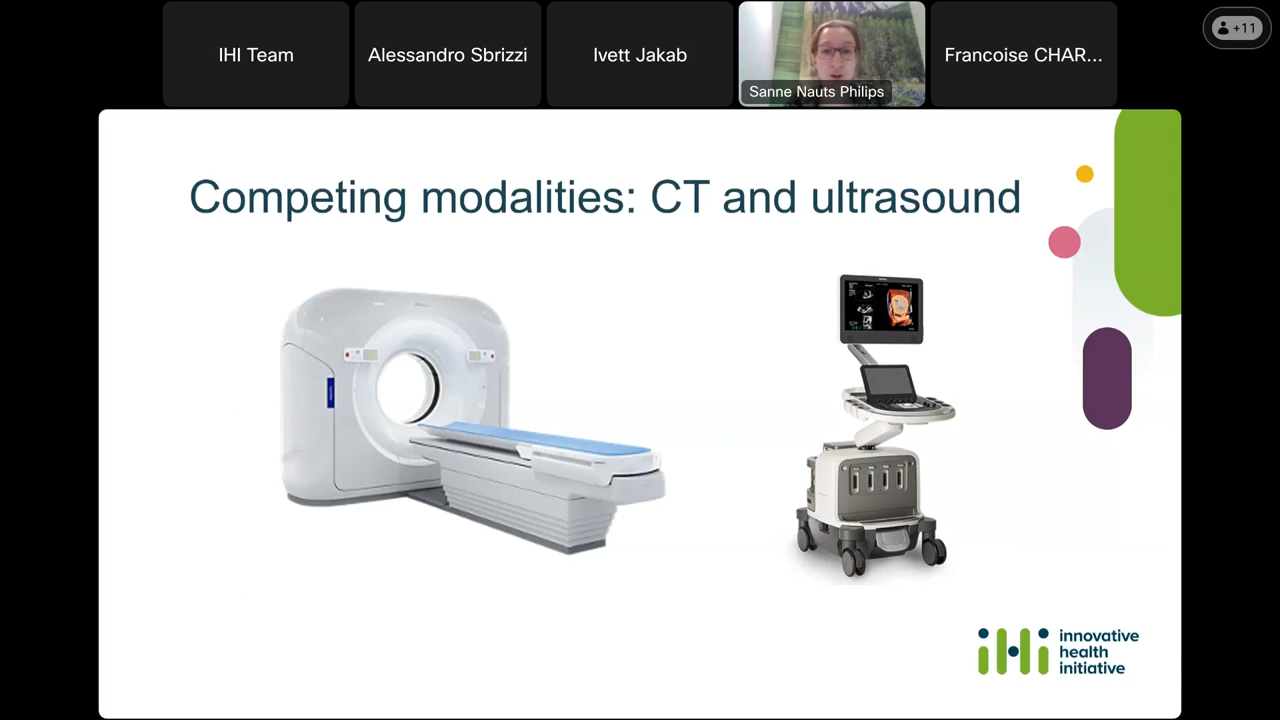 IHI Team
Alessandro Sbrizzi
Ivett Jakab
Sanne Nauts Philips
Francoise CHAR...
+11
Competing modalities: CT and ultrasound
iHi
innovative
health
initiative